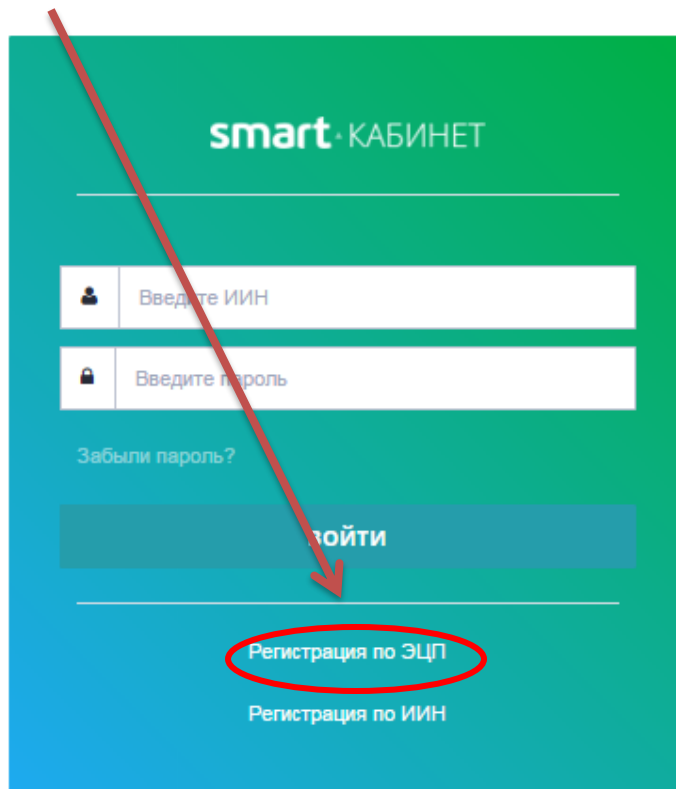 smart КАБИНЕТ
Введите ИИН
Введите пароль
Забыли пароль?
ВОЙТИ
Регистрация по ЭЦП
Регистрация по ИИН